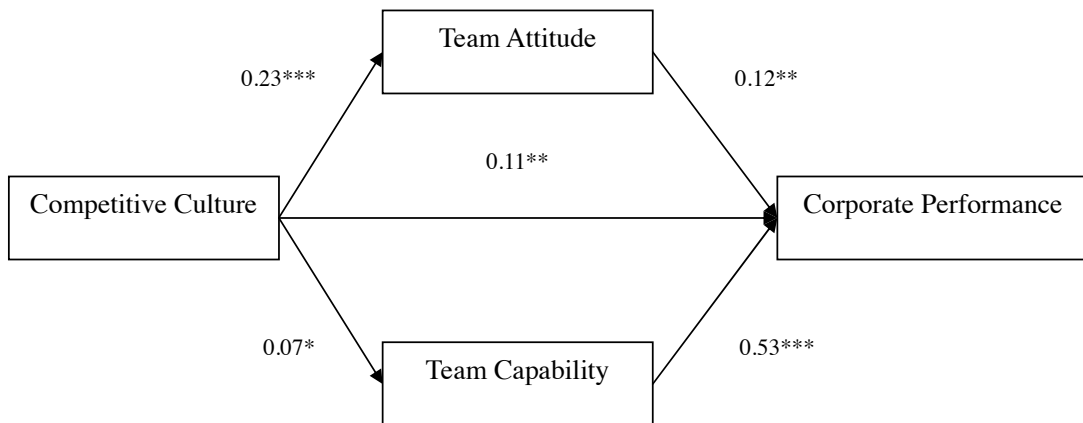 Team Attitude
0.23***
0.12**
0.11**
Competitive Culture
Corporate Performance
0.07*
0.53***
Team Capability